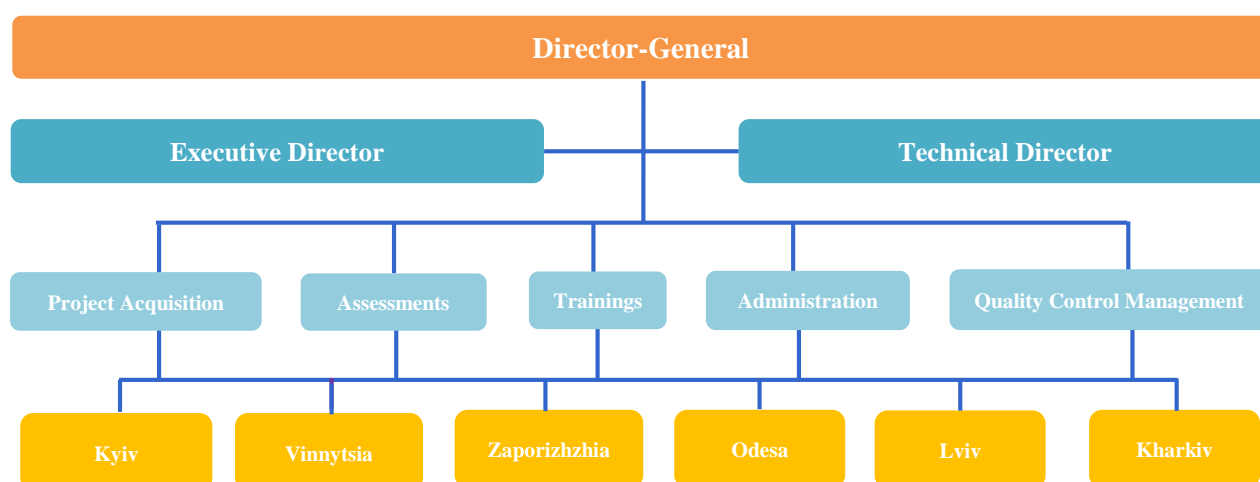 Director-General
Executive Director
Technical Director
Project Acquisition
Assessments
Trainings
Administration
Quality Control Management
Kyiv
Vinnytsia
Zaporizhzhia
Odesa
Lviv
Kharkiv